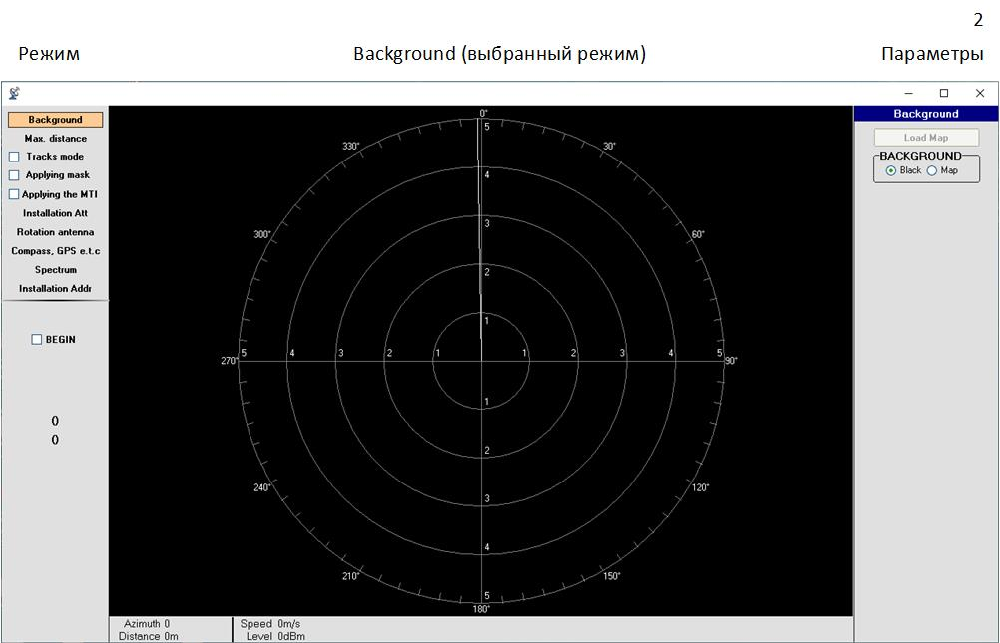 2
Режим
Background (выбранный режим)
Параметры
Background
Max. distance
Tracks mode
Applying mask
Applying the MTI
Installation Att
Rotation antenna
Compass, GPS e.t.c
Spectrum
Installation Addr
BEGIN
0
0
0°
5
330°
30°
4
300°
3
60°
2
1
270° 5 4 3 2 1 1 2 3 4 5 90°
1
2
240°
120°
3
4
210°
150°
5
180°
Azimuth 0
Distance 0m
Speed 0m/s
Level 0dBm
Background
Load Map
BACKGROUND
Black Map